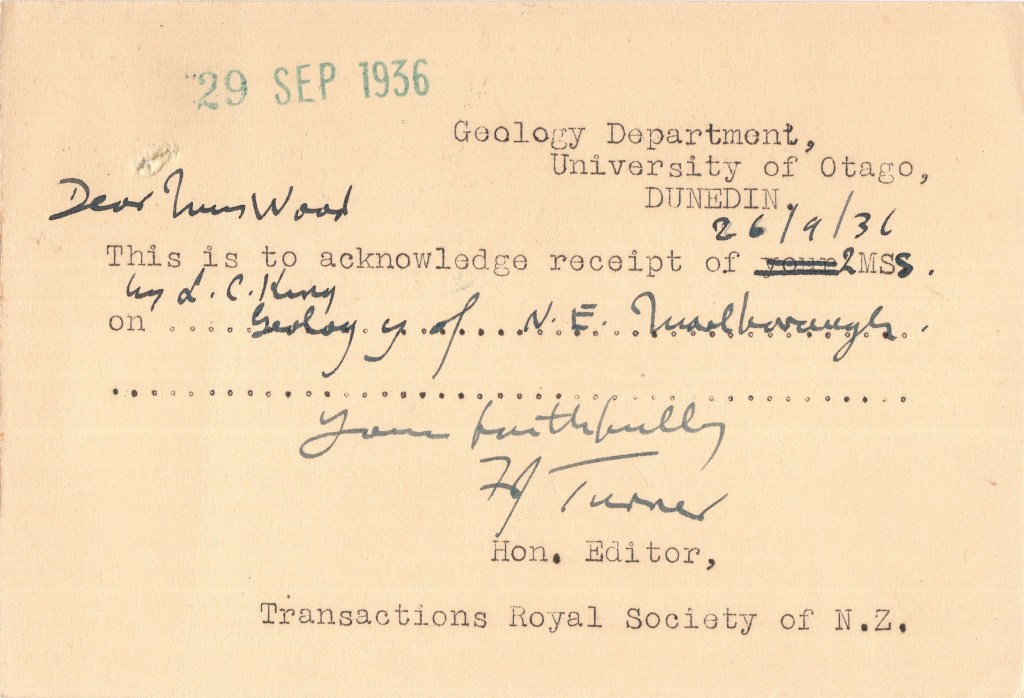 29 SEP 1936
Geology Department,
University of Otago,
DUNEDIN.
26/9/36
Dear Miss Wood
This is to acknowledge receipt of your 2 MSS.
by L. C. King
on Geology of N. E. Marlborough.
Yours faithfully
FJ Turner
Hon. Editor,
Transactions Royal Society of N.Z.